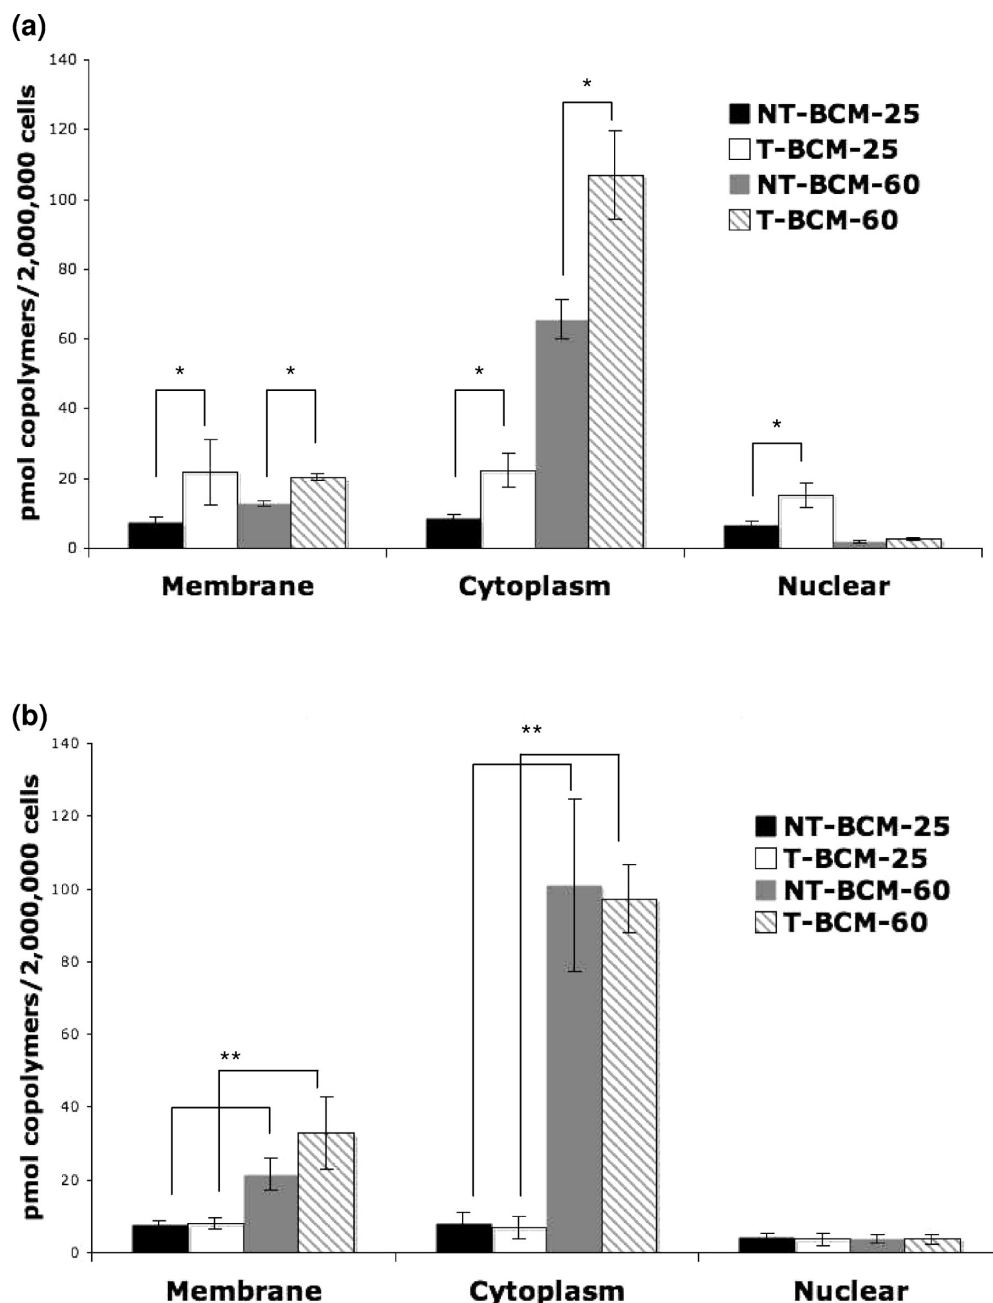 (a)
pmol copolymers/2,000,000 cells
140
120
100
80
60
40
20
0
*
*
*
*
*
NT-BCM-25
T-BCM-25
NT-BCM-60
T-BCM-60
Membrane Cytoplasm Nuclear
(b)
pmol copolymers/2,000,000 cells
140
120
100
80
60
40
20
0
**
**
NT-BCM-25
T-BCM-25
NT-BCM-60
T-BCM-60
Membrane Cytoplasm Nuclear